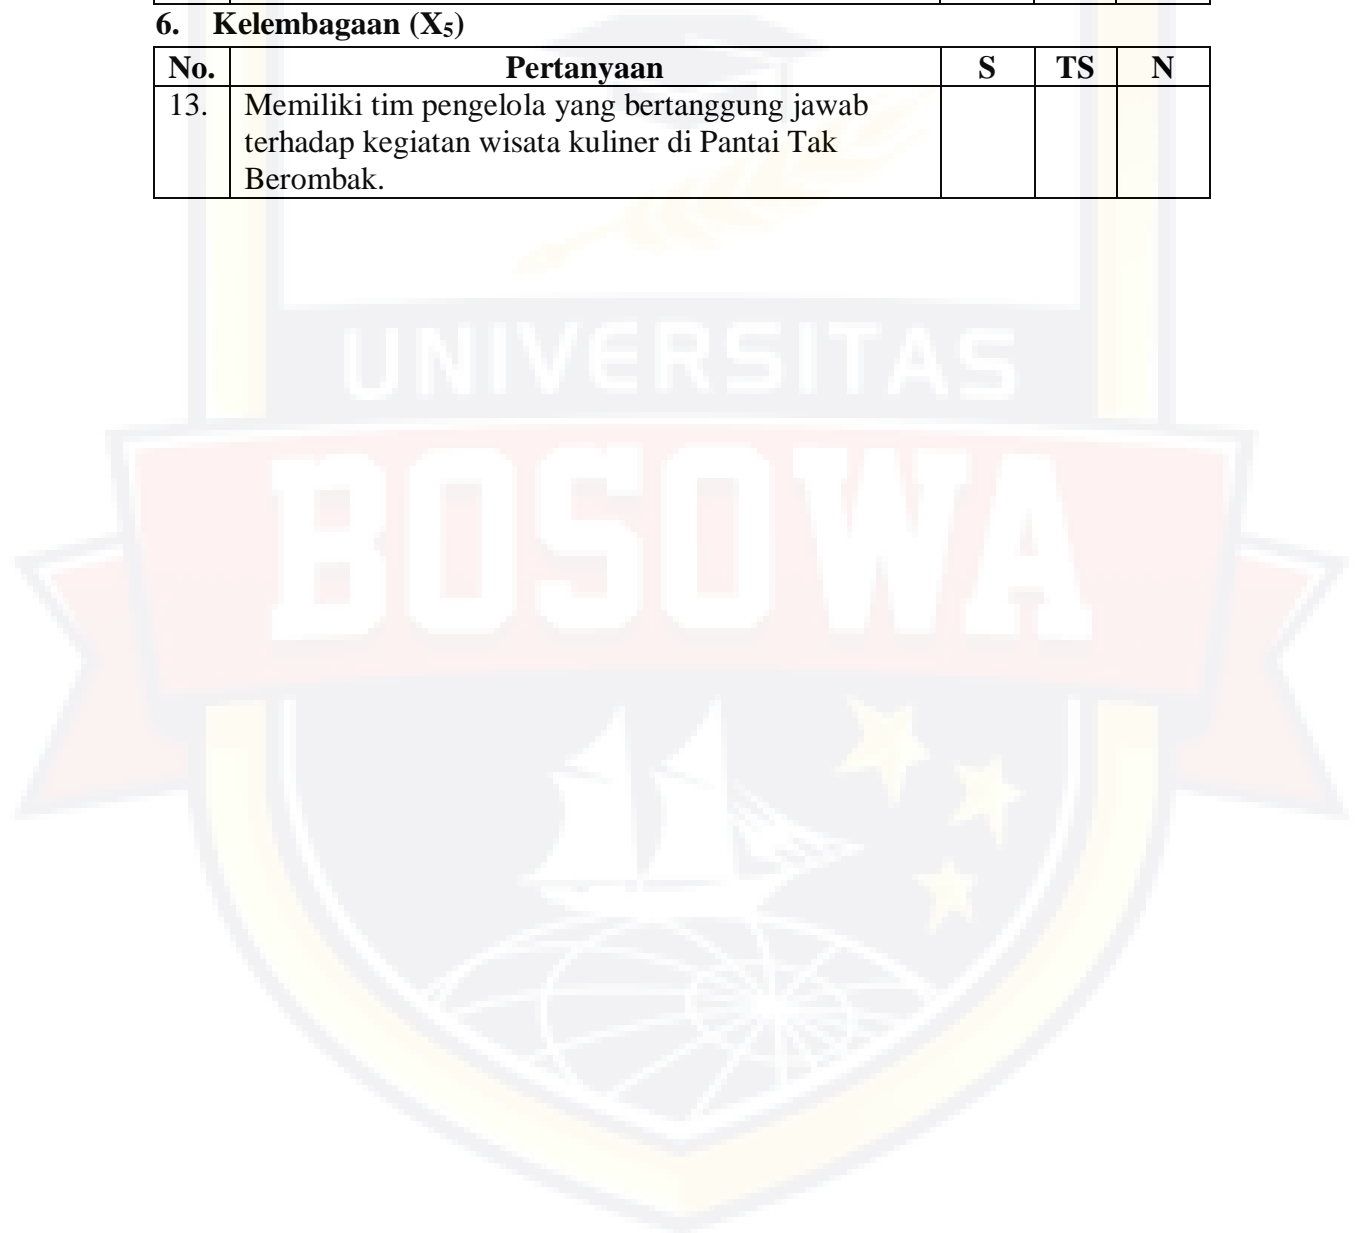 6. Kelembagaan (X5)
No. Pertanyaan S TS N
13. Memiliki tim pengelola yang bertanggung jawab
terhadap kegiatan wisata kuliner di Pantai Tak
Berombak.
UNIVERSITAS
BOSOWA